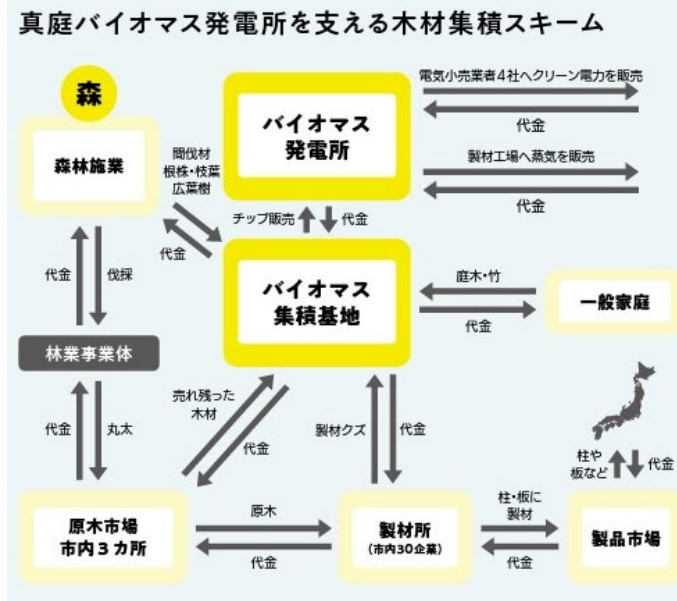 真庭バイオマス発電所を支える木材集積スキーム
森
森林施業
間伐材
根株・枝葉
広葉樹
代金
バイオマス
発電所
電気小売業者4社へクリーン電力を販売
代金
製材工場へ蒸気を販売
代金
チップ販売
代金
バイオマス
集積基地
庭木・竹
代金
一般家庭
代金
伐採
林業事業体
代金
丸太
売れ残った
木材
代金
製材クズ
代金
柱や
板など
代金
原木市場
市内3カ所
原木
代金
製材所
(市内30企業)
柱・板に
製材
代金
製品市場